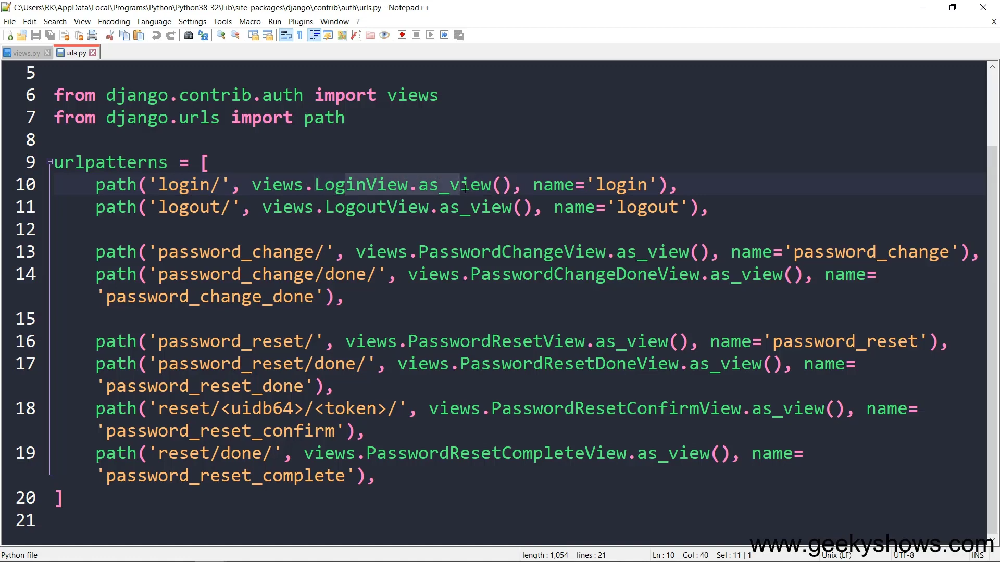 C:\Users\RK\AppData\Local\Programs\Python\Python38-32\Lib\site-packages\django\contrib\auth\urls.py - Notepad++
File Edit Search View Encoding Language Settings Tools Macro Run Plugins Window ? X
views.py urls.py
5
6 from django.contrib.auth import views
7 from django.urls import path
8
9 urlpatterns = [
10 path('login/', views.LoginView.as_view(), name='login'),
11 path('logout/', views.LogoutView.as_view(), name='logout'),
12
13 path('password_change/', views.PasswordChangeView.as_view(), name='password_change'),
14 path('password_change/done/', views.PasswordChangeDoneView.as_view(), name=
'password_change_done'),
15
16 path('password_reset/', views.PasswordResetView.as_view(), name='password_reset'),
17 path('password_reset/done/', views.PasswordResetDoneView.as_view(), name=
'password_reset_done'),
18 path('reset/<uidb64>/<token>/', views.PasswordResetConfirmView.as_view(), name=
'password_reset_confirm'),
19 path('reset/done/', views.PasswordResetCompleteView.as_view(), name=
'password_reset_complete'),
20 ]
21
www.geekyshows.com
Python file length : 1,054 lines : 21 Ln : 10 Col : 40 Sel : 11 | 1 Unix (LF) UTF-8 INS